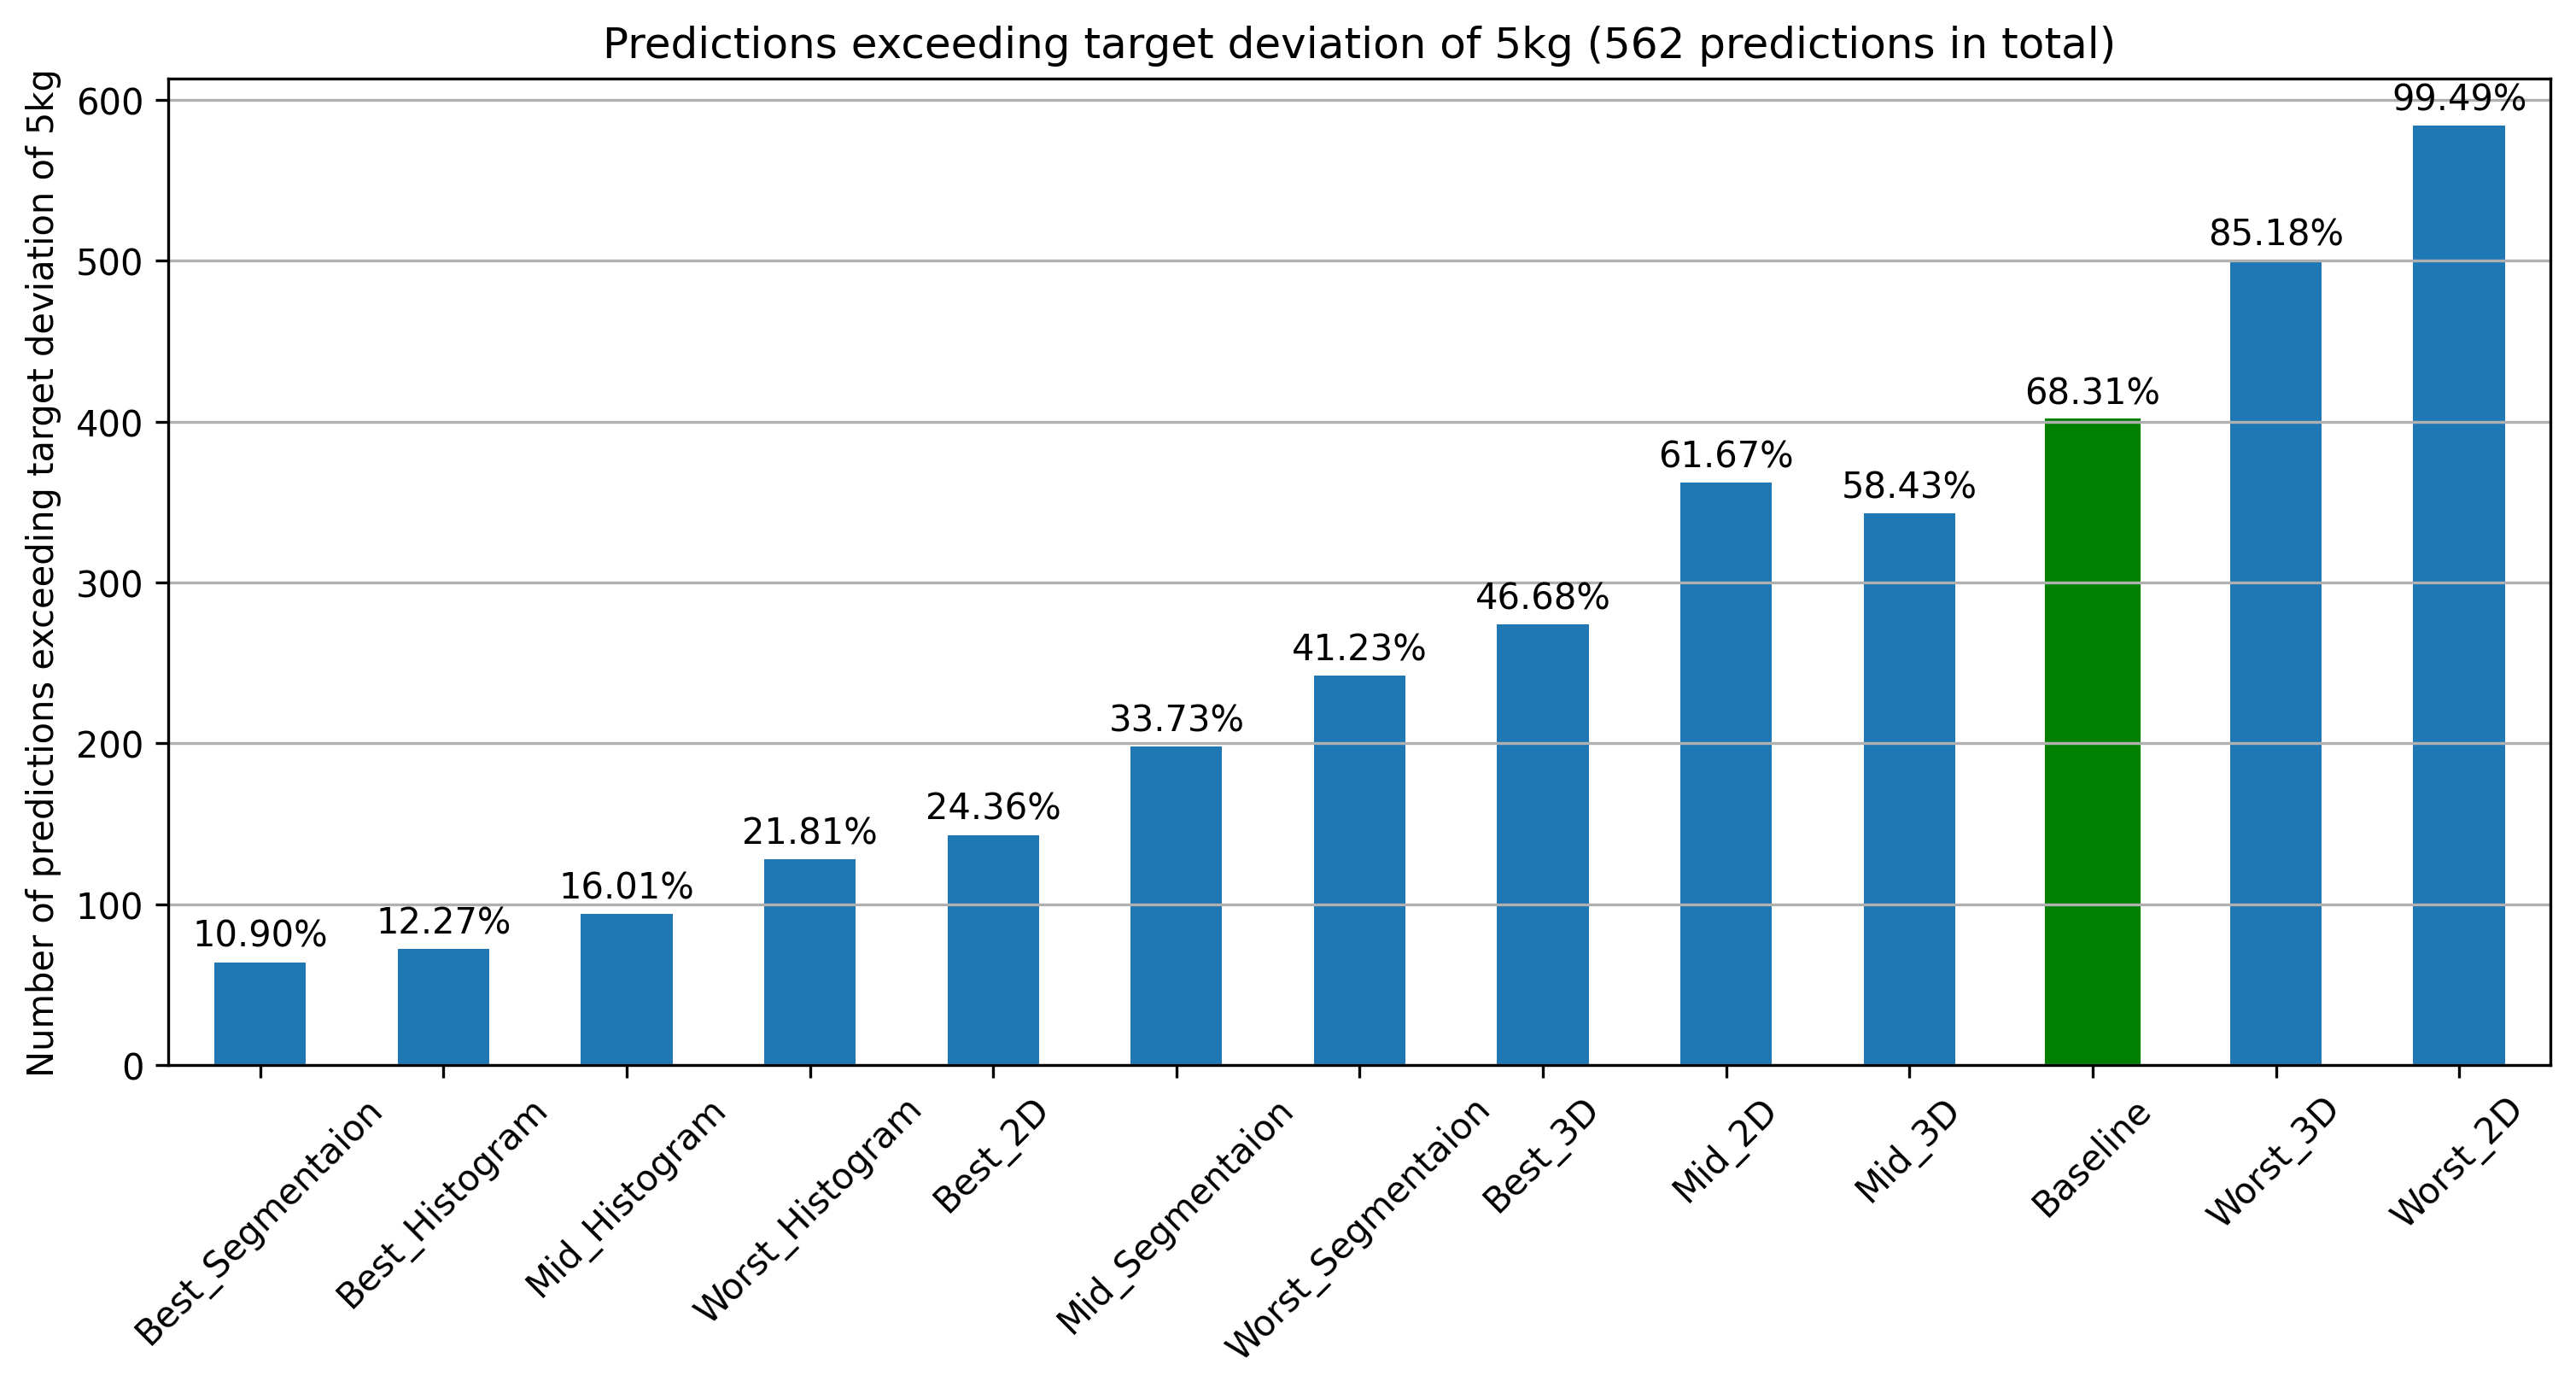 Predictions exceeding target deviation of 5kg (562 predictions in total)
Number of predictions exceeding target deviation of 5kg
600
500
400
300
200
100
0
10.90%
12.27%
16.01%
21.81%
24.36%
33.73%
41.23%
46.68%
61.67%
58.43%
68.31%
85.18%
99.49%
Best_Segmentaion
Best_Histogram
Mid_Histogram
Worst_Histogram
Best_2D
Mid_Segmentaion
Worst_Segmentaion
Best_3D
Mid_2D
Mid_3D
Baseline
Worst_3D
Worst_2D